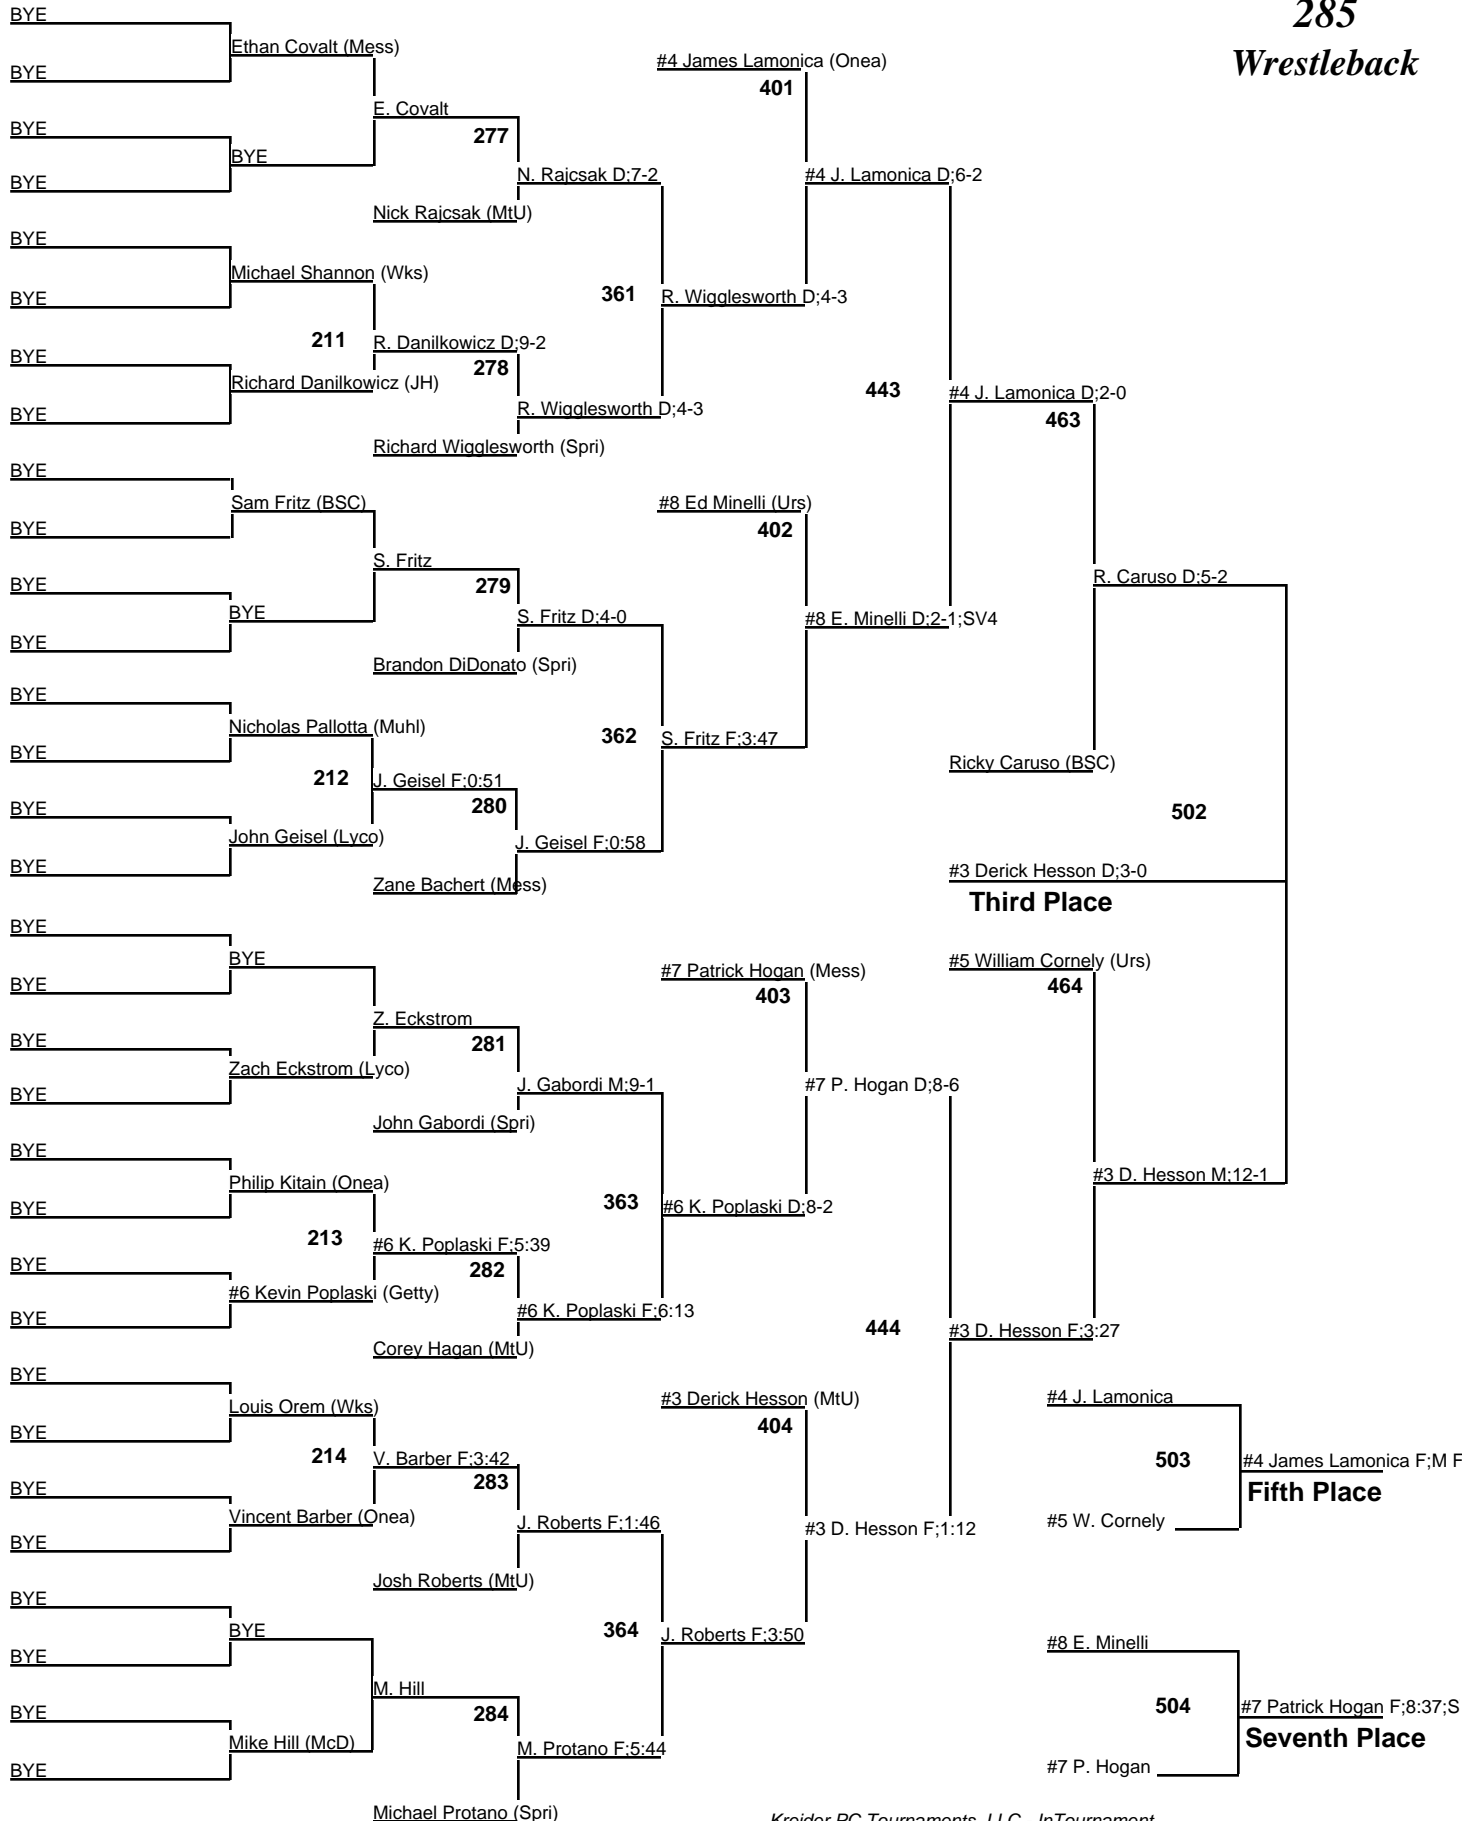 285
Wrestleback
BYE
Ethan Covalt (Mess)
BYE
#4 James Lamonica (Onea)
401
E. Covalt
BYE
277
BYE
BYE
N. Rajcsak D;7-2
#4 J. Lamonica D;6-2
Nick Rajcsak (MtU)
BYE
Michael Shannon (Wks)
BYE
361
R. Wigglesworth D;4-3
211
R. Danilkowicz D;9-2
BYE
278
Richard Danilkowicz (JH)
443
#4 J. Lamonica D;2-0
BYE
R. Wigglesworth D;4-3
463
Richard Wigglesworth (Spri)
BYE
Sam Fritz (BSC)
#8 Ed Minelli (Urs)
BYE
402
S. Fritz
BYE
279
R. Caruso D;5-2
BYE
S. Fritz D;4-0
#8 E. Minelli D;2-1;SV4
BYE
Brandon DiDonato (Spri)
BYE
Nicholas Pallotta (Muhl)
362
S. Fritz F;3:47
BYE
Ricky Caruso (BSC)
212
J. Geisel F;0:51
BYE
280
502
John Geisel (Lyco)
J. Geisel F;0:58
BYE
#3 Derick Hesson D;3-0
Zane Bachert (Mess)
Third Place
BYE
BYE
#5 William Cornely (Urs)
BYE
#7 Patrick Hogan (Mess)
464
403
Z. Eckstrom
BYE
281
Zach Eckstrom (Lyco)
BYE
J. Gabordi M;9-1
#7 P. Hogan D;8-6
John Gabordi (Spri)
BYE
Philip Kitain (Onea)
#3 D. Hesson M;12-1
BYE
363
#6 K. Poplaski D;8-2
213
#6 K. Poplaski F;5:39
BYE
282
#6 Kevin Poplaski (Getty)
BYE
#6 K. Poplaski F;6:13
444
#3 D. Hesson F;3:27
Corey Hagan (MtU)
BYE
Louis Orem (Wks)
#3 Derick Hesson (MtU)
#4 J. Lamonica
BYE
404
214
V. Barber F;3:42
503
#4 James Lamonica F;M F
BYE
283
Fifth Place
Vincent Barber (Onea)
J. Roberts F;1:46
#3 D. Hesson F;1:12
#5 W. Cornely
BYE
Josh Roberts (MtU)
BYE
BYE
364
J. Roberts F;3:50
#8 E. Minelli
BYE
M. Hill
BYE
284
504
#7 Patrick Hogan F;8:37;S
Mike Hill (McD)
M. Protano F;5:44
Seventh Place
BYE
#7 P. Hogan
Michael Protano (Spri)